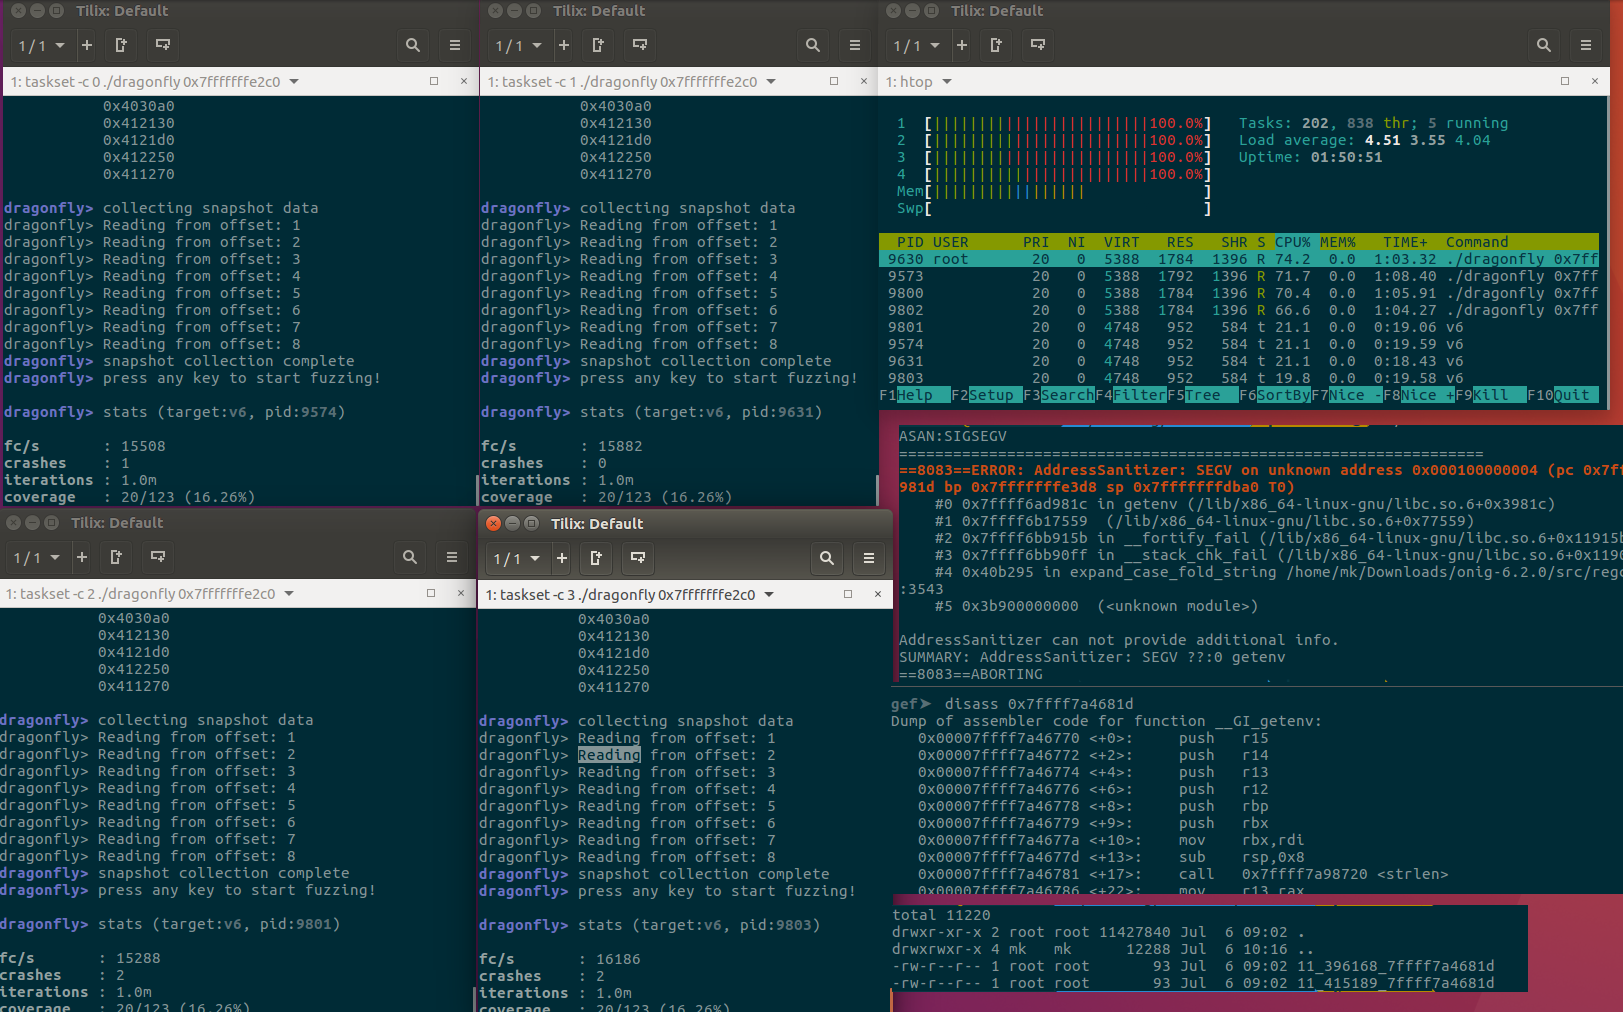 Tilix: Default
1 / 1
1: taskset -c 0 ./dragonfly 0x7fffffffe2c0
0x4030a0
0x412130
0x4121d0
0x412250
0x411270
dragonfly> collecting snapshot data
dragonfly> Reading from offset: 1
dragonfly> Reading from offset: 2
dragonfly> Reading from offset: 3
dragonfly> Reading from offset: 4
dragonfly> Reading from offset: 5
dragonfly> Reading from offset: 6
dragonfly> Reading from offset: 7
dragonfly> Reading from offset: 8
dragonfly> snapshot collection complete
dragonfly> press any key to start fuzzing!
dragonfly> stats (target:v6, pid:9574)
fc/s : 15508
crashes : 1
iterations : 1.0m
coverage : 20/123 (16.26%)
Tilix: Default
1 / 1
1: taskset -c 1 ./dragonfly 0x7fffffffe2c0
0x4030a0
0x412130
0x4121d0
0x412250
0x411270
dragonfly> collecting snapshot data
dragonfly> Reading from offset: 1
dragonfly> Reading from offset: 2
dragonfly> Reading from offset: 3
dragonfly> Reading from offset: 4
dragonfly> Reading from offset: 5
dragonfly> Reading from offset: 6
dragonfly> Reading from offset: 7
dragonfly> Reading from offset: 8
dragonfly> snapshot collection complete
dragonfly> press any key to start fuzzing!
dragonfly> stats (target:v6, pid:9631)
fc/s : 15882
crashes : 0
iterations : 1.0m
coverage : 20/123 (16.26%)
Tilix: Default
1 / 1
1: htop
1 [||||||||||||||||||||||||100.0%] Tasks: 202, 838 thr; 5 running
2 [||||||||||||||||||||||||100.0%] Load average: 4.51 3.55 4.04
3 [||||||||||||||||||||||||100.0%] Uptime: 01:50:51
4 [||||||||||||||||||||||||100.0%]
Mem[||||||||||||||||| ]
Swp[ ]
PID USER PRI NI VIRT RES SHR S CPU% MEM% TIME+ Command
9630 root 20 0 5388 1784 1396 R 74.2 0.0 1:03.32 ./dragonfly 0x7ff
9573 20 0 5388 1792 1396 R 71.7 0.0 1:08.40 ./dragonfly 0x7ff
9800 20 0 5388 1784 1396 R 70.4 0.0 1:05.91 ./dragonfly 0x7ff
9802 20 0 5388 1784 1396 R 66.6 0.0 1:04.27 ./dragonfly 0x7ff
9801 20 0 4748 952 584 t 21.1 0.0 0:19.06 v6
9574 20 0 4748 952 584 t 21.1 0.0 0:19.59 v6
9631 20 0 4748 952 584 t 21.1 0.0 0:18.43 v6
9803 20 0 4748 952 584 t 19.8 0.0 0:19.58 v6
F1Help F2Setup F3SearchF4FilterF5Tree F6SortByF7Nice -F8Nice +F9Kill F10Quit
Tilix: Default
1 / 1
1: taskset -c 2 ./dragonfly 0x7fffffffe2c0
0x4030a0
0x412130
0x4121d0
0x412250
0x411270
dragonfly> collecting snapshot data
dragonfly> Reading from offset: 1
dragonfly> Reading from offset: 2
dragonfly> Reading from offset: 3
dragonfly> Reading from offset: 4
dragonfly> Reading from offset: 5
dragonfly> Reading from offset: 6
dragonfly> Reading from offset: 7
dragonfly> Reading from offset: 8
dragonfly> snapshot collection complete
dragonfly> press any key to start fuzzing!
dragonfly> stats (target:v6, pid:9801)
fc/s : 15288
crashes : 2
iterations : 1.0m
coverage : 20/123 (16.26%)
Tilix: Default
1 / 1
1: taskset -c 3 ./dragonfly 0x7fffffffe2c0
0x4030a0
0x412130
0x4121d0
0x412250
0x411270
dragonfly> collecting snapshot data
dragonfly> Reading from offset: 1
dragonfly> Reading from offset: 2
dragonfly> Reading from offset: 3
dragonfly> Reading from offset: 4
dragonfly> Reading from offset: 5
dragonfly> Reading from offset: 6
dragonfly> Reading from offset: 7
dragonfly> Reading from offset: 8
dragonfly> snapshot collection complete
dragonfly> press any key to start fuzzing!
dragonfly> stats (target:v6, pid:9803)
fc/s : 16186
crashes : 2
iterations : 1.0m
coverage : 20/123 (16.26%)
ASAN:SIGSEGV
=================================================================
==8083==ERROR: AddressSanitizer: SEGV on unknown address 0x000100000004 (pc 0x7ff
981d bp 0x7fffffffe3d8 sp 0x7fffffffdba0 T0)
#0 0x7ffff6ad981c in getenv (/lib/x86_64-linux-gnu/libc.so.6+0x3981c)
#1 0x7ffff6b17559 (/lib/x86_64-linux-gnu/libc.so.6+0x77559)
#2 0x7ffff6bb915b in __fortify_fail (/lib/x86_64-linux-gnu/libc.so.6+0x11915b
#3 0x7ffff6bb90ff in __stack_chk_fail (/lib/x86_64-linux-gnu/libc.so.6+0x1190
#4 0x40b295 in expand_case_fold_string /home/mk/Downloads/onig-6.2.0/src/rego
:3543
#5 0x3b900000000 (<unknown module>)
AddressSanitizer can not provide additional info.
SUMMARY: AddressSanitizer: SEGV ??:0 getenv
==8083==ABORTING
gef➤ disass 0x7ffff7a4681d
Dump of assembler code for function __GI_getenv:
0x00007ffff7a46770 <+0>: push r15
0x00007ffff7a46772 <+2>: push r14
0x00007ffff7a46774 <+4>: push r13
0x00007ffff7a46776 <+6>: push r12
0x00007ffff7a46778 <+8>: push rbp
0x00007ffff7a46779 <+9>: push rbx
0x00007ffff7a4677a <+10>: mov rbx,rdi
0x00007ffff7a4677d <+13>: sub rsp,0x8
0x00007ffff7a46781 <+17>: call 0x7ffff7a98720 <strlen>
0x00007ffff7a46786 <+22>: mov r13,rax
total 11220
drwxr-xr-x 2 root root 11427840 Jul 6 09:02 .
drwxrwxr-x 4 mk mk 12288 Jul 6 10:16 ..
-rw-r--r-- 1 root root 93 Jul 6 09:02 11_396168_7ffff7a4681d
-rw-r--r-- 1 root root 93 Jul 6 09:02 11_415189_7ffff7a4681d